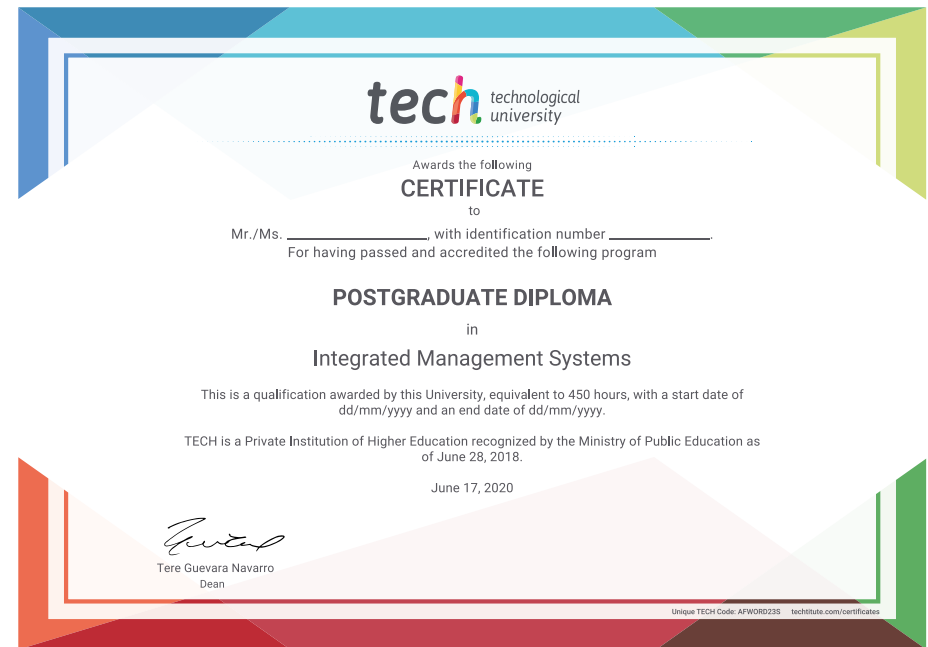 tech technological
university
Awards the following
CERTIFICATE
to
Mr./Ms. ____________________, with identification number ______________.
For having passed and accredited the following program
POSTGRADUATE DIPLOMA
in
Integrated Management Systems
This is a qualification awarded by this University, equivalent to 450 hours, with a start date of
dd/mm/yyyy and an end date of dd/mm/yyyy.
TECH is a Private Institution of Higher Education recognized by the Ministry of Public Education as
of June 28, 2018.
June 17, 2020
Tere Guevara Navarro
Dean
Unique TECH Code: AFWORD23S techtitute.com/certificates